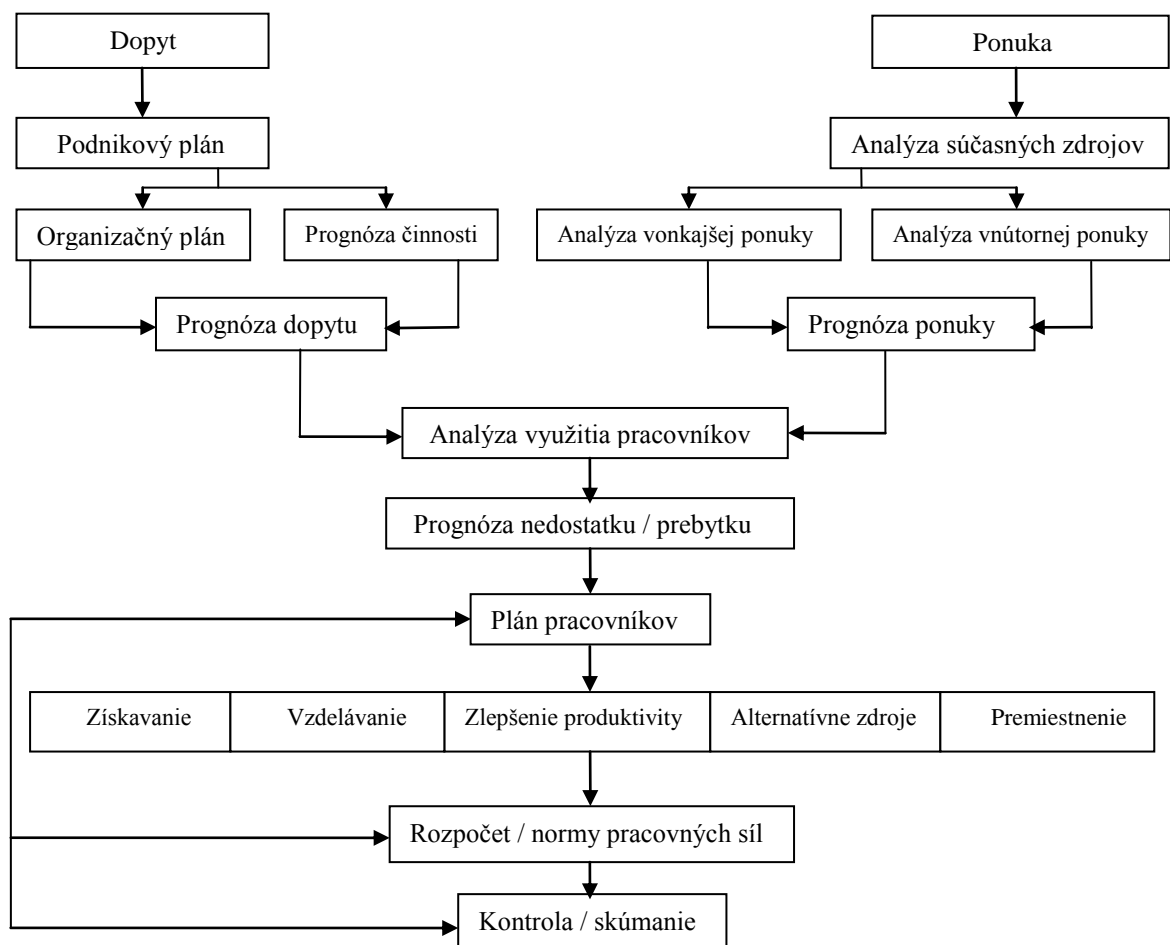 Dopyt
Ponuka
Podnikový plán
Analýza súčasných zdrojov
Organizačný plán
Prognóza činnosti
Analýza vonkajšej ponuky
Analýza vnútornej ponuky
Prognóza dopytu
Prognóza ponuky
Analýza využitia pracovníkov
Prognóza nedostatku / prebytku
Plán pracovníkov
Získavanie
Vzdelávanie
Zlepšenie produktivity
Alternatívne zdroje
Premiestnenie
Rozpočet / normy pracovných síl
Kontrola / skúmanie